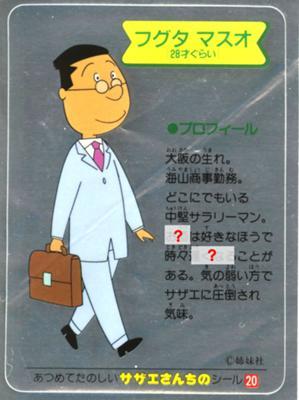 フグタ マスオ
28才ぐらい
●プロフィール
大阪の生れ。
海山商事勤務。
どこにでもいる
中堅サラリーマン。
?は好きなほうで
時々?ことが
ある。気の弱い方で
サザエに圧倒され
気味。
©姉妹社
あつめてたのしいサザエさんちのシール20